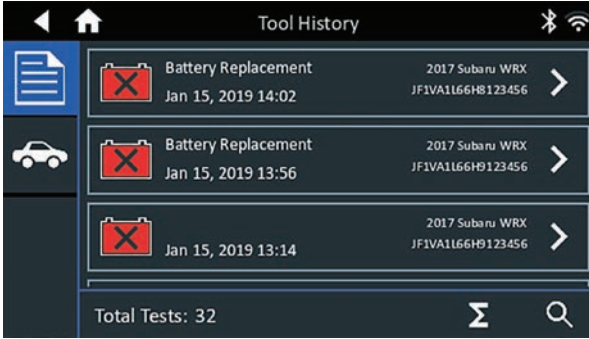 Tool History
Battery Replacement
2017 Subaru WRX
Jan 15, 2019 14:02
JF1VA1L66H8123456
Battery Replacement
2017 Subaru WRX
Jan 15, 2019 13:56
JF1VA1L66H9123456
2017 Subaru WRX
Jan 15, 2019 13:14
JF1VA1L66H9123456
Total Tests: 32
Σ